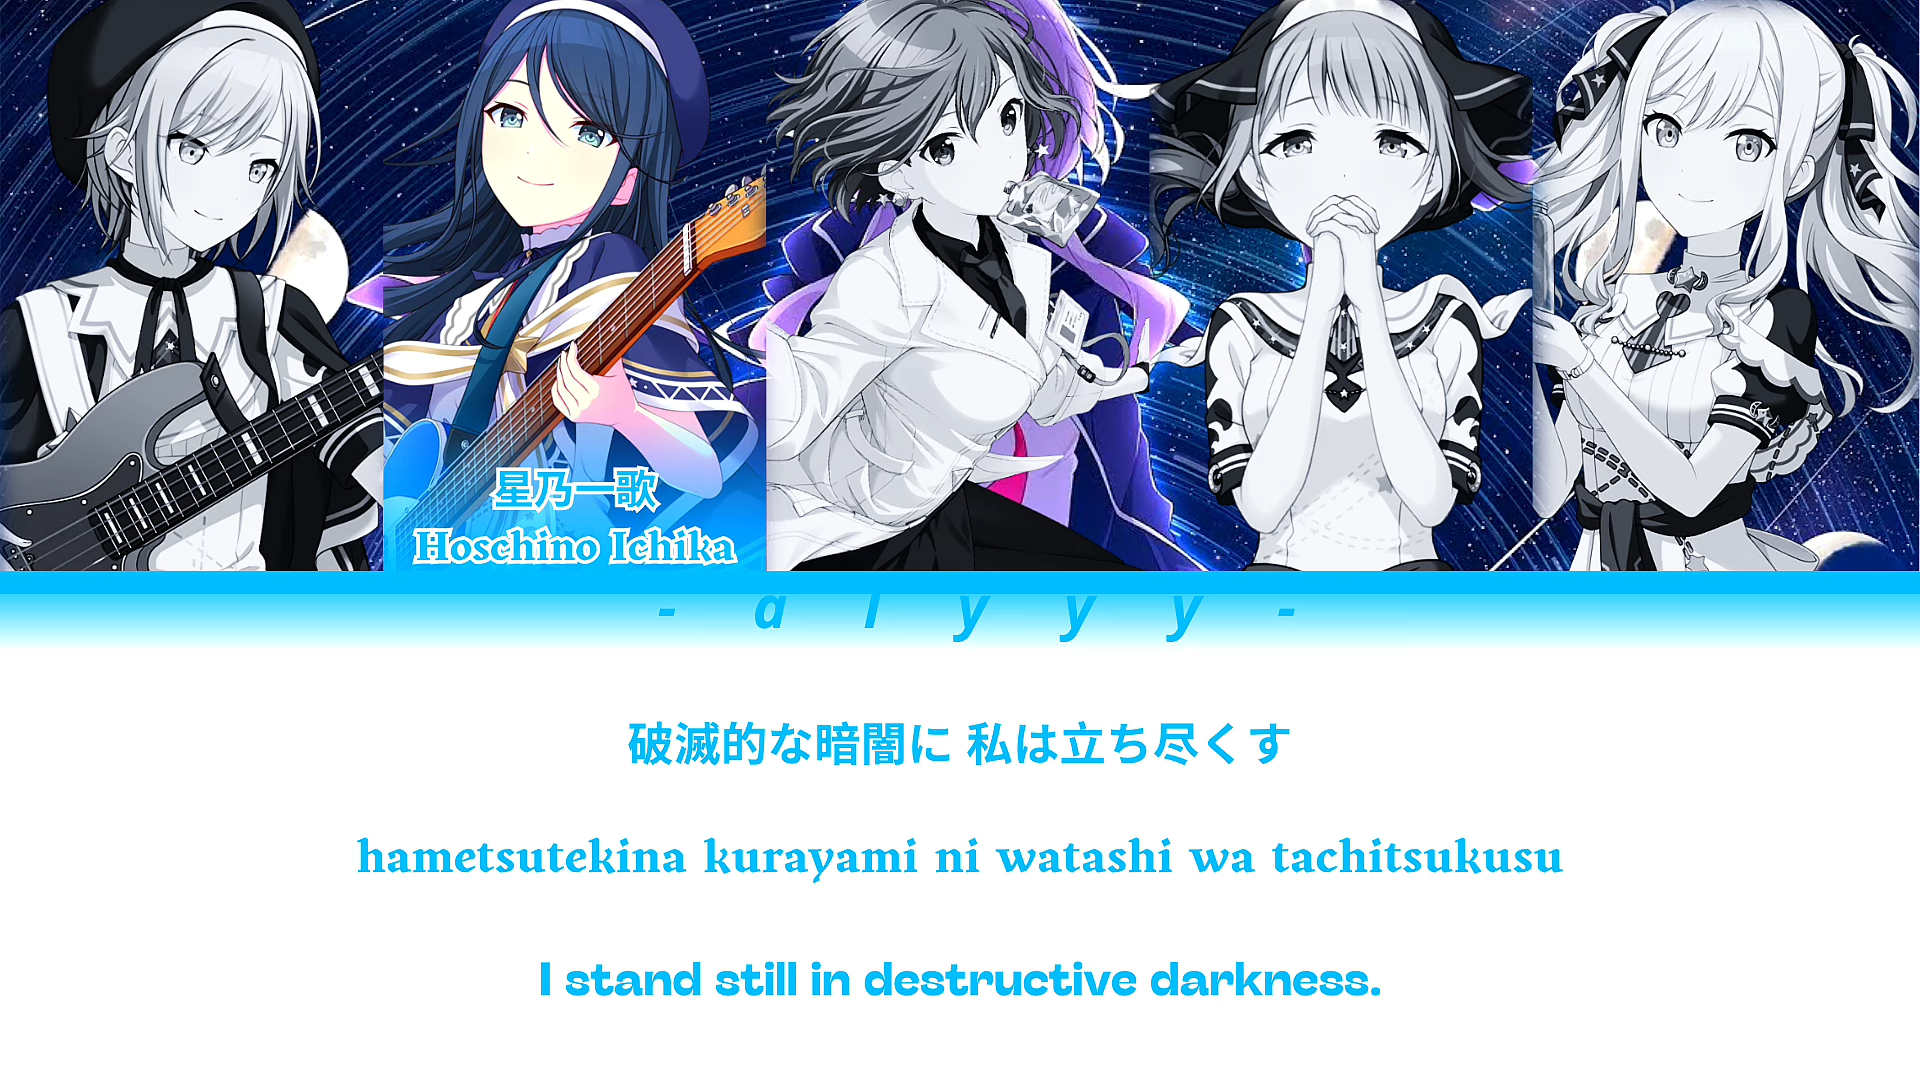 星乃一歌
Hoschino Ichika
- a l y y y -
破滅的な暗闇に 私は立ち尽くす
hametsutekina kurayami ni watashi wa tachitsukusu
I stand still in destructive darkness.